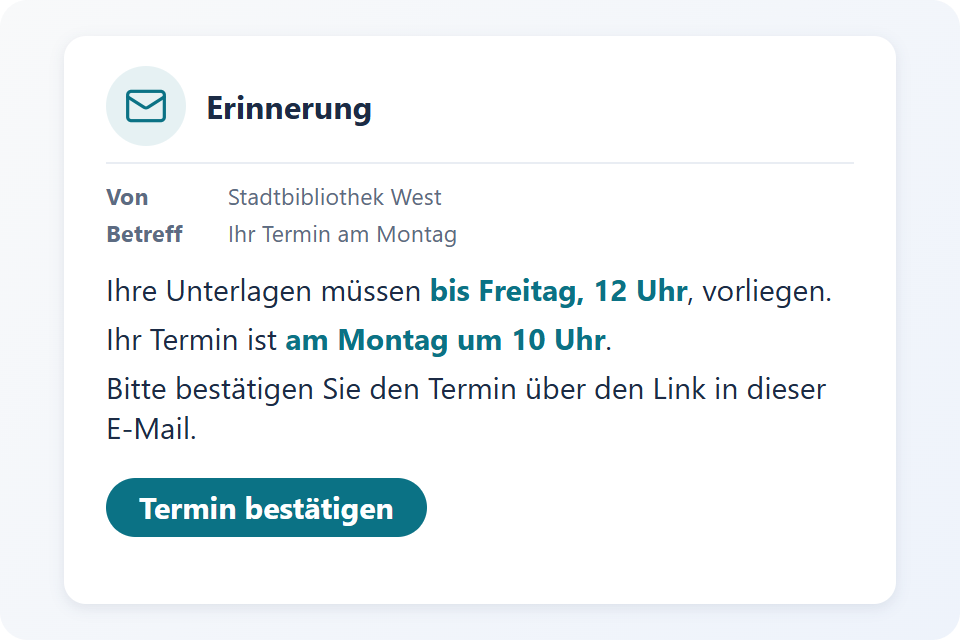 Erinnerung
Von Stadtbibliothek West
Betreff Ihr Termin am Montag
Ihre Unterlagen müssen bis Freitag, 12 Uhr, vorliegen.
Ihr Termin ist am Montag um 10 Uhr.
Bitte bestätigen Sie den Termin über den Link in dieser
E-Mail.
Termin bestätigen